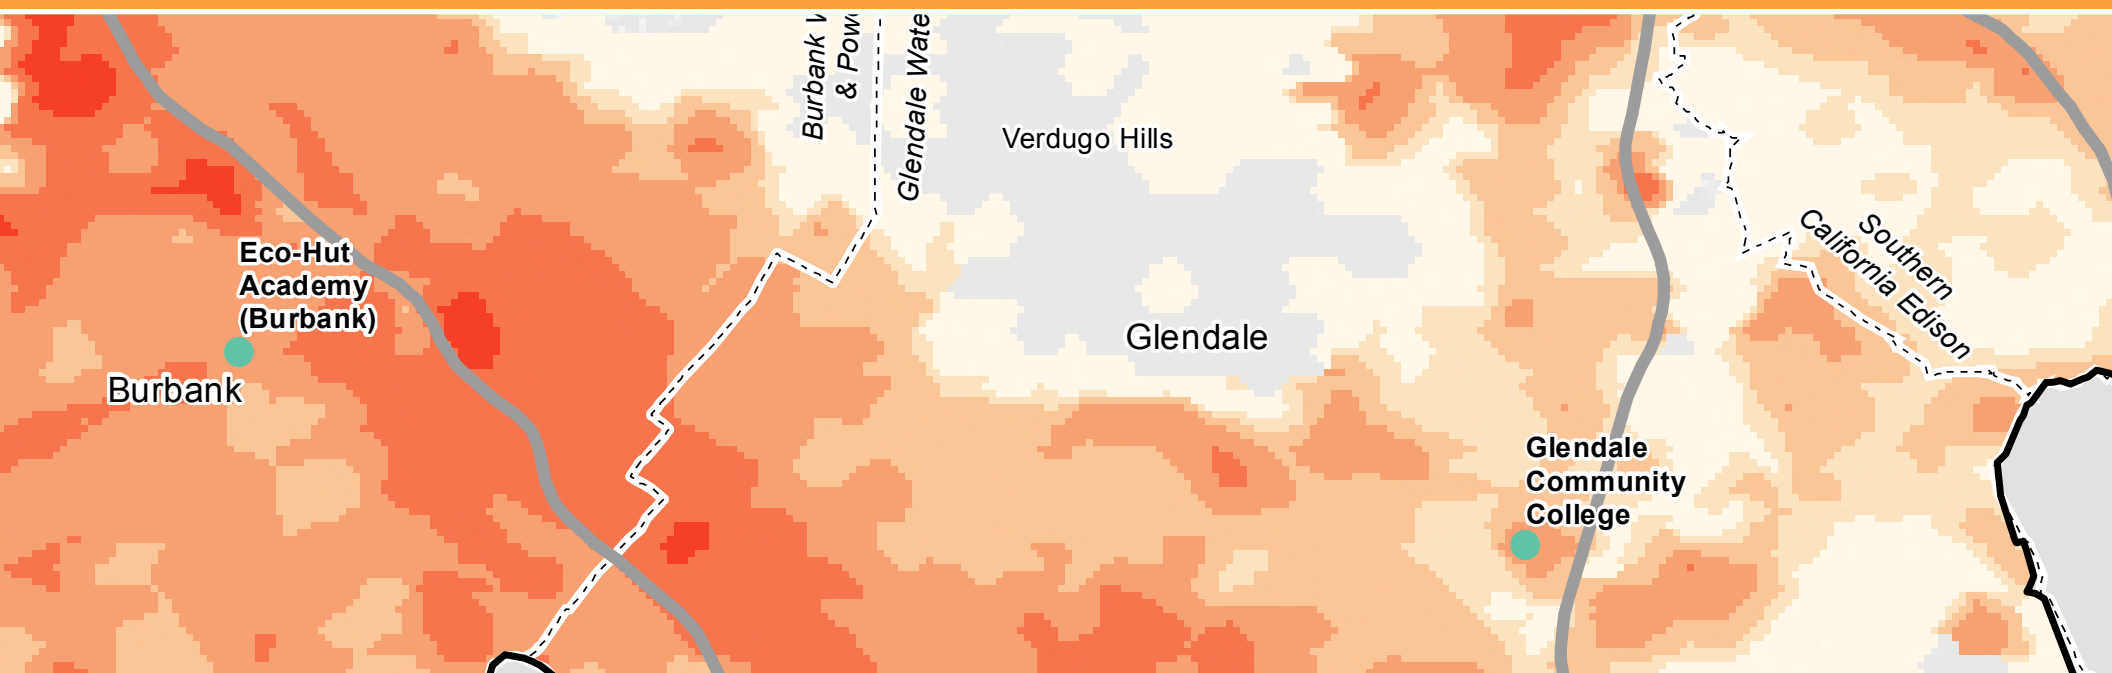 Burbank
& Pow
Glendale Wate
Verdugo Hills
Southern
California Edison
Eco-Hut
Academy
(Burbank)
Burbank
Glendale
Glendale
Community
College